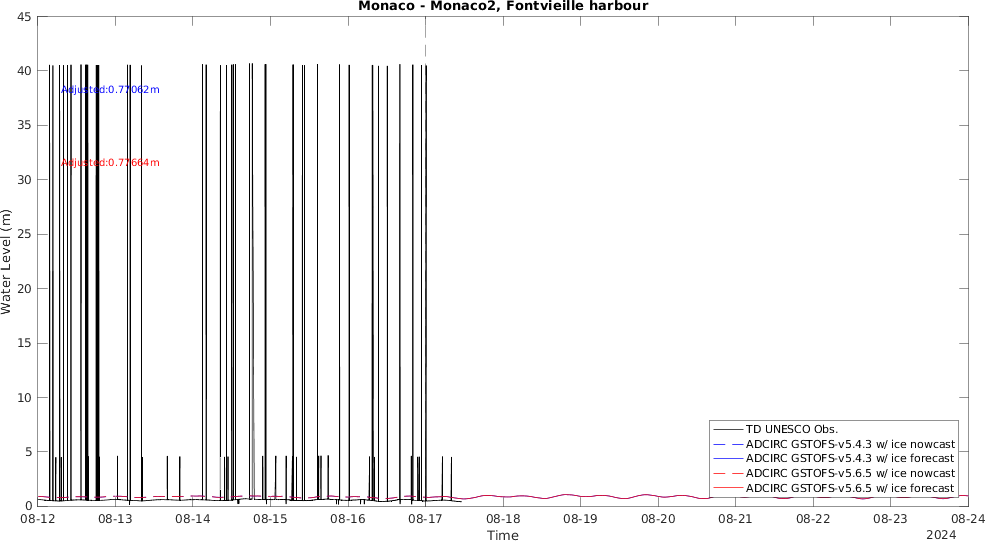 Monaco - Monaco2, Fontvieille harbour
45
40
35
30
25
20
15
10
5
0
Water Level (m)
Adjusted:0.77062m
Adjusted:0.77664m
TD UNESCO Obs.
ADCIRC GSTOFS-v5.4.3 w/ ice nowcast
ADCIRC GSTOFS-v5.4.3 w/ ice forecast
ADCIRC GSTOFS-v5.6.5 w/ ice nowcast
ADCIRC GSTOFS-v5.6.5 w/ ice forecast
08-12 08-13 08-14 08-15 08-16 08-17 08-18 08-19 08-20 08-21 08-22 08-23 08-24
Time
2024